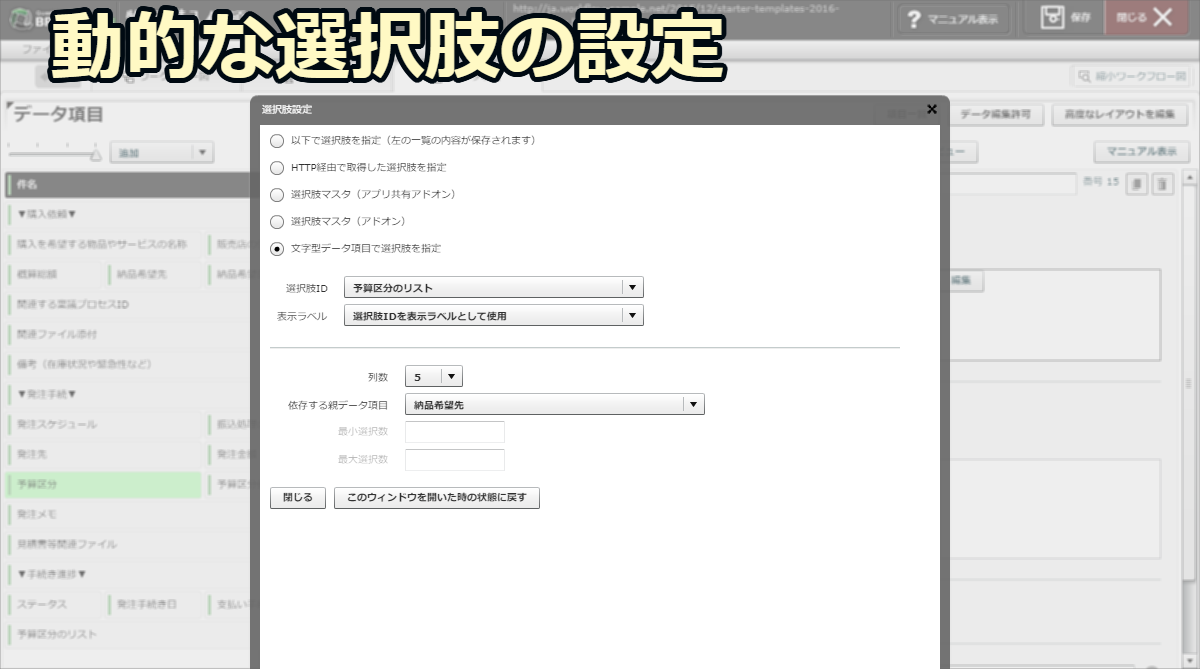 動的な選択肢の設定
http://ja.workflow-sample.net/2016/12/starter-templates-2016-
? マニュアル表示
保存
閉じる
縮小ワークフロー図
データ項目
追加
データ編集許可
高度なレイアウトを編集
マニュアル表示
件名
番号 15
▼購入依頼▼
購入を希望する物品やサービスの名称
概算総額
納品希望先
関連する稟議プロセスID
関連ファイル添付
備考（在庫状況や緊急性など）
▼発注手続▼
発注スケジュール
発注先
予算区分
発注メモ
見積書等関連ファイル
▼手続き進捗▼
ステータス
発注手続き日
予算区分のリスト
編集
選択肢設定
以下で選択肢を指定（左の一覧の内容が保存されます）
HTTP経由で取得した選択肢を指定
選択肢マスタ（アプリ共有アドオン）
選択肢マスタ（アドオン）
文字型データ項目で選択肢を指定
選択肢ID 予算区分のリスト
表示ラベル 選択肢IDを表示ラベルとして使用
列数 5
依存する親データ項目 納品希望先
最小選択数
最大選択数
閉じる このウィンドウを開いた時の状態に戻す